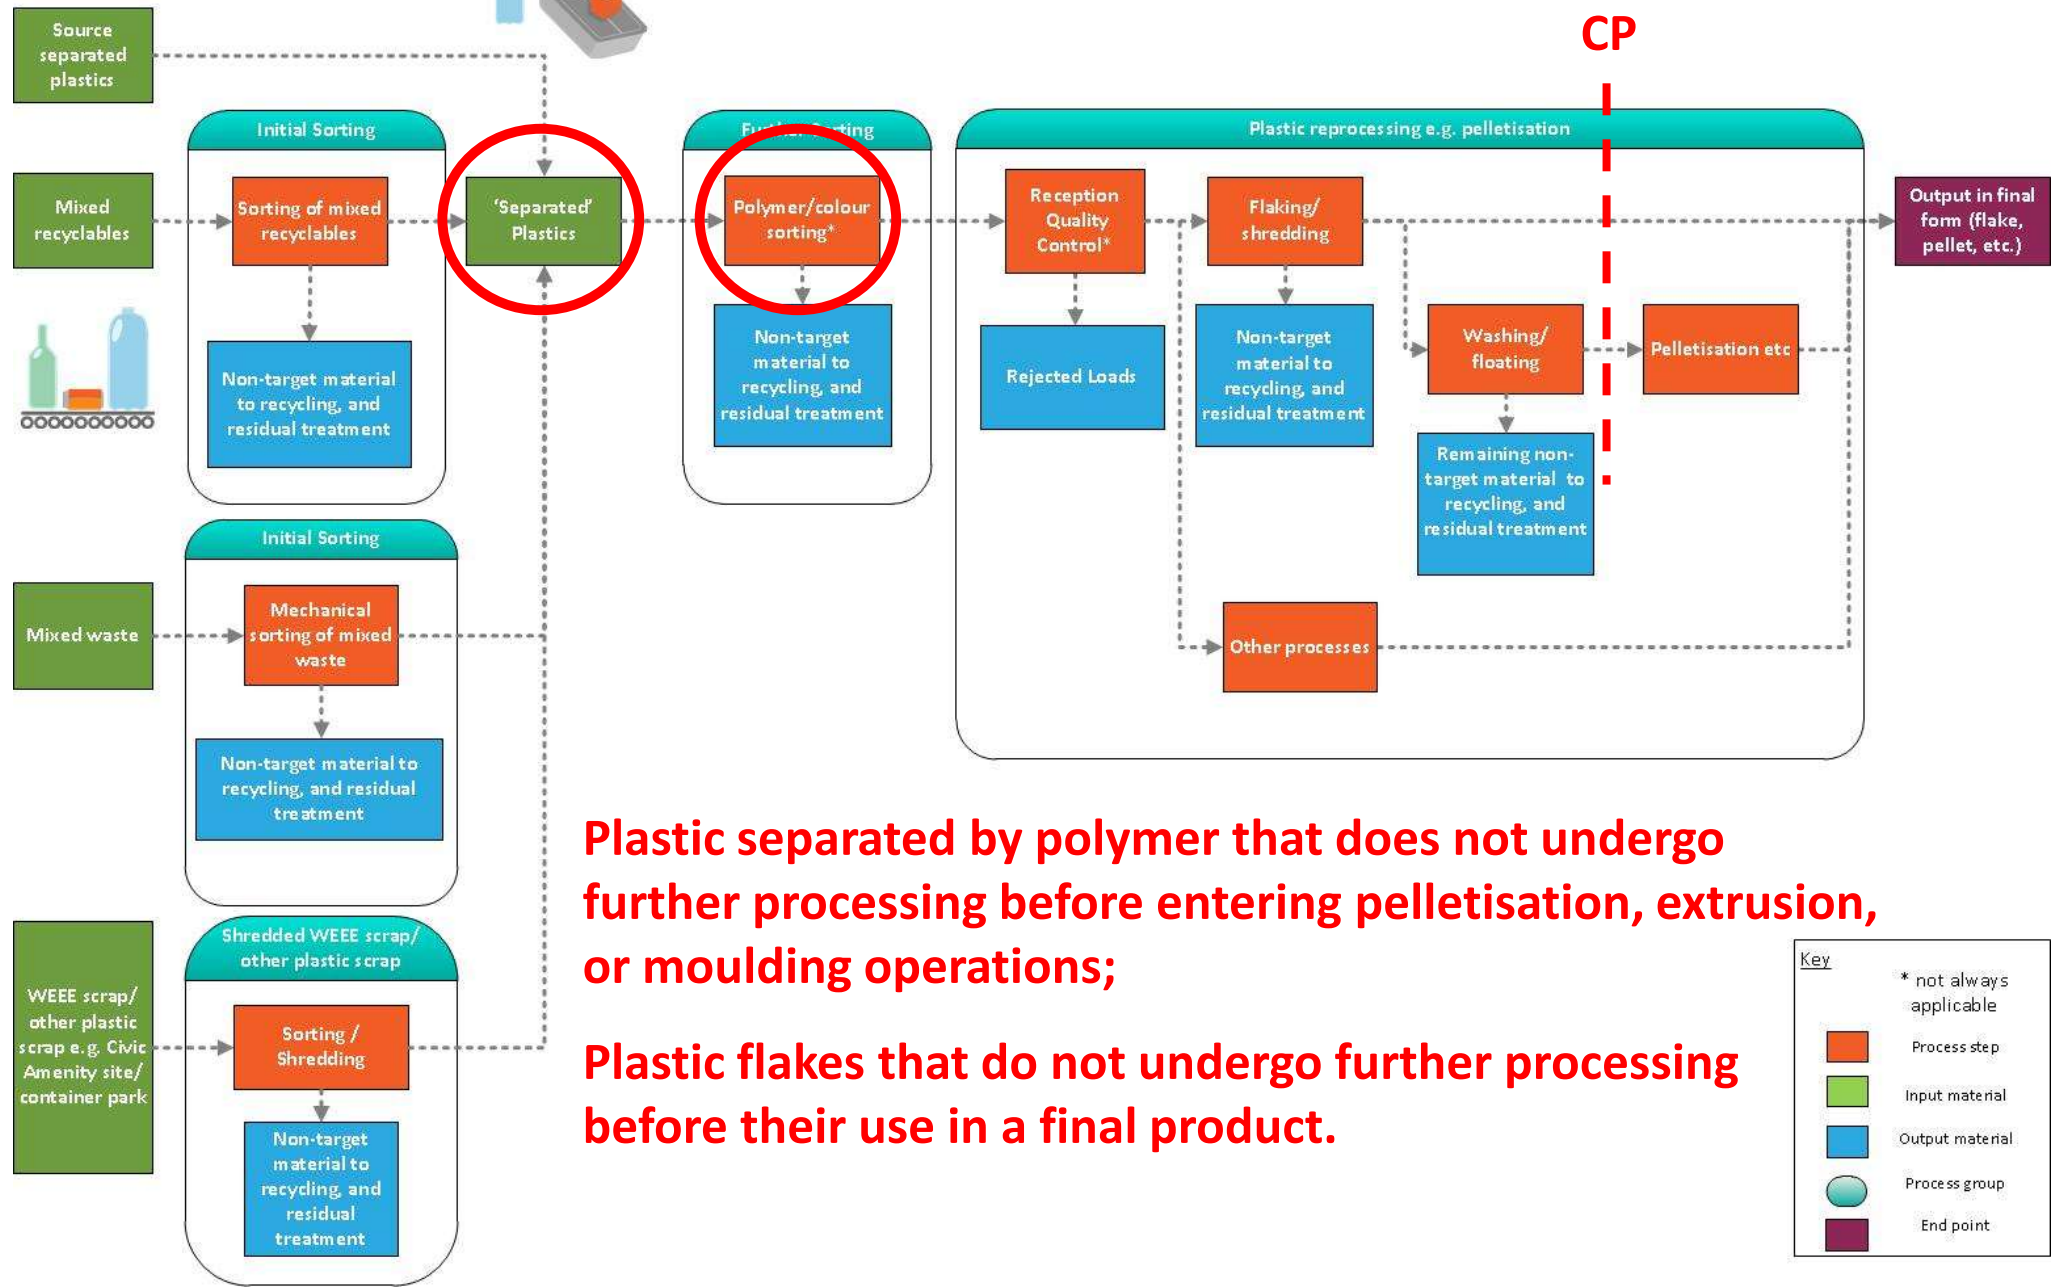 CP
Source
separated
plastics
Initial Sorting
Further Sorting
Plastic reprocessing e.g. pelletisation
Mixed
recyclables
Sorting of mixed
recyclables
'Separated'
Plastics
Polymer/colour
sorting*
Reception
Quality
Control*
Flaking/
shredding
Output in final
form (flake,
pellet, etc.)
Non-target material
to recycling, and
residual treatment
Non-target
material to
recycling, and
residual treatment
Rejected Loads
Non-target
material to
recycling, and
residual treatment
Washing/
floating
Pelletisation etc
Remaining non-
target material to
recycling, and
residual treatment
Initial Sorting
Mixed waste
Mechanical
sorting of mixed
waste
Other processes
Non-target material to
recycling, and residual
treatment
Plastic separated by polymer that does not undergo
further processing before entering pelletisation, extrusion,
or moulding operations;
Plastic flakes that do not undergo further processing
before their use in a final product.
Shredded WEEE scrap/
other plastic scrap
WEEE scrap/
other plastic
scrap e.g. Civic
Amenity site/
container park
Sorting /
Shredding
Non-target
material to
recycling, and
residual
treatment
Key
* not always
applicable
Process step
Input material
Output material
Process group
End point